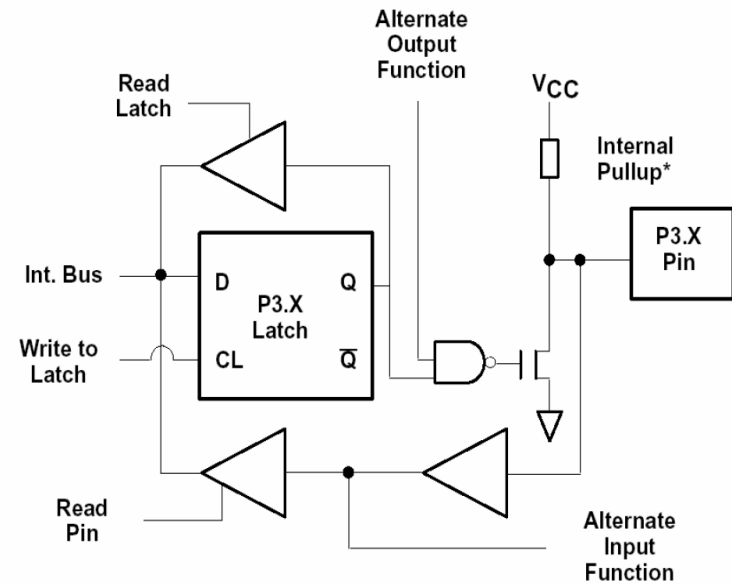 Alternate
Output
Function
Read
Latch
VCC
Internal
Pullup*
P3.X
Pin
Int. Bus
D
P3.X
Latch
Q
Write to
Latch
CL
Q̅
Read
Pin
Alternate
Input
Function